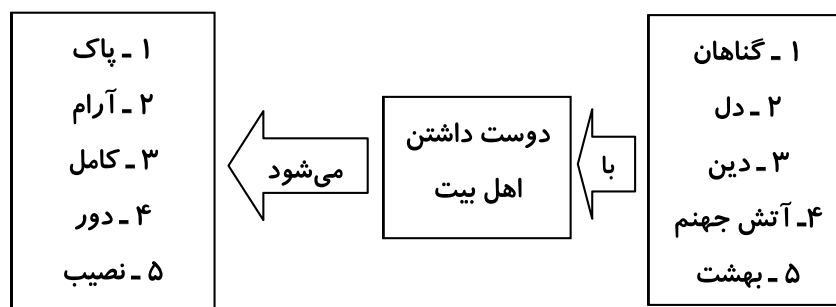 ۱ ـ گناهان
۲ ـ دل
۳ ـ دین
۴ـ آتش جهنم
۵ ـ بهشت
با
دوست داشتن
اهل بیت
می‌شود
۱ ـ پاک
۲ ـ آرام
۳ ـ کامل
۴ ـ دور
۵ ـ نصیب